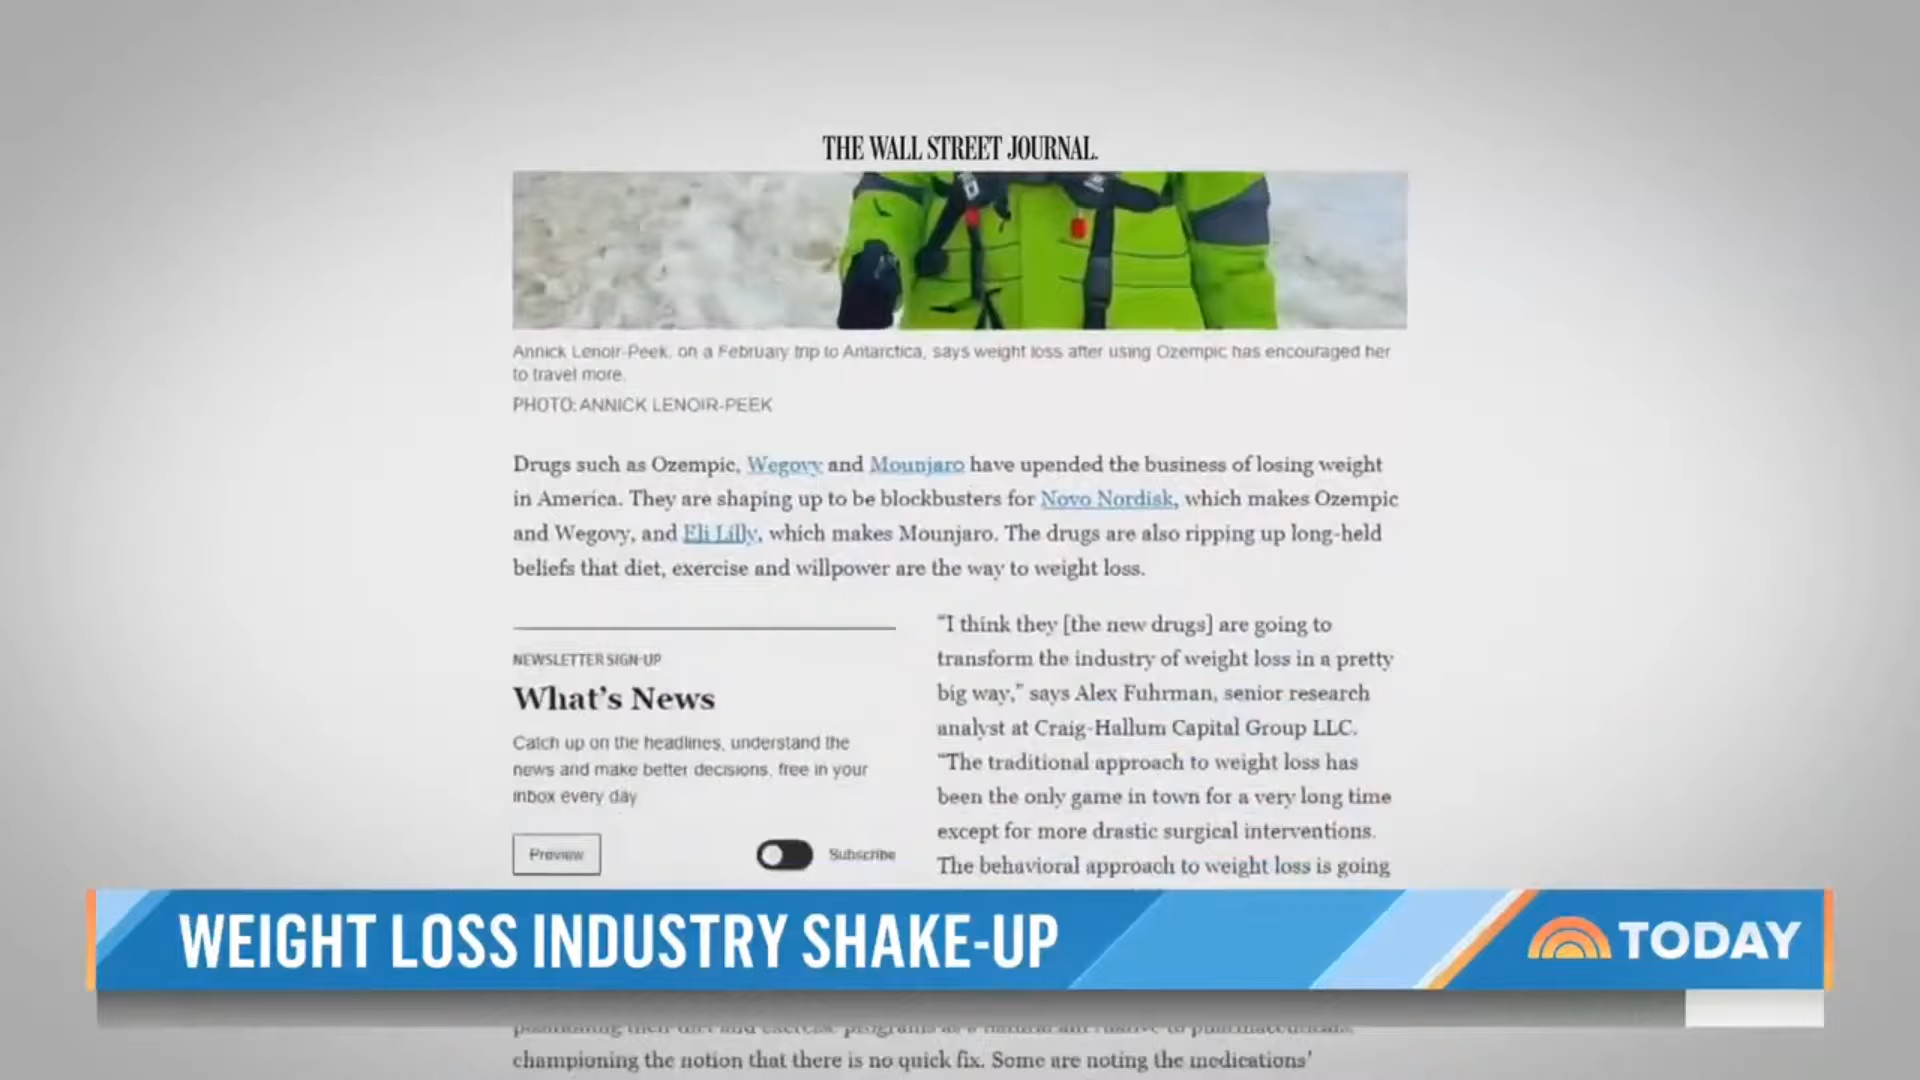 THE WALL STREET JOURNAL.
Annick Lenoir-Peek, on a February trip to Antarctica, says weight loss after using Ozempic has encouraged her
to travel more.
PHOTO: ANNICK LENOIR-PEEK
Drugs such as Ozempic, Wegovy and Mounjaro have upended the business of losing weight
in America. They are shaping up to be blockbusters for Novo Nordisk, which makes Ozempic
and Wegovy, and Eli Lilly, which makes Mounjaro. The drugs are also ripping up long-held
beliefs that diet, exercise and willpower are the way to weight loss.
NEWSLETTER SIGN-UP
What's News
Catch up on the headlines, understand the
news and make better decisions, free in your
inbox every day
Preview
Subscribe
"I think they [the new drugs] are going to
transform the industry of weight loss in a pretty
big way," says Alex Fuhrman, senior research
analyst at Craig-Hallum Capital Group LLC.
"The traditional approach to weight loss has
been the only game in town for a very long time
except for more drastic surgical interventions.
The behavioral approach to weight loss is going
WEIGHT LOSS INDUSTRY SHAKE-UP
TODAY
championing the notion that there is no quick fix. Some are noting the medications'